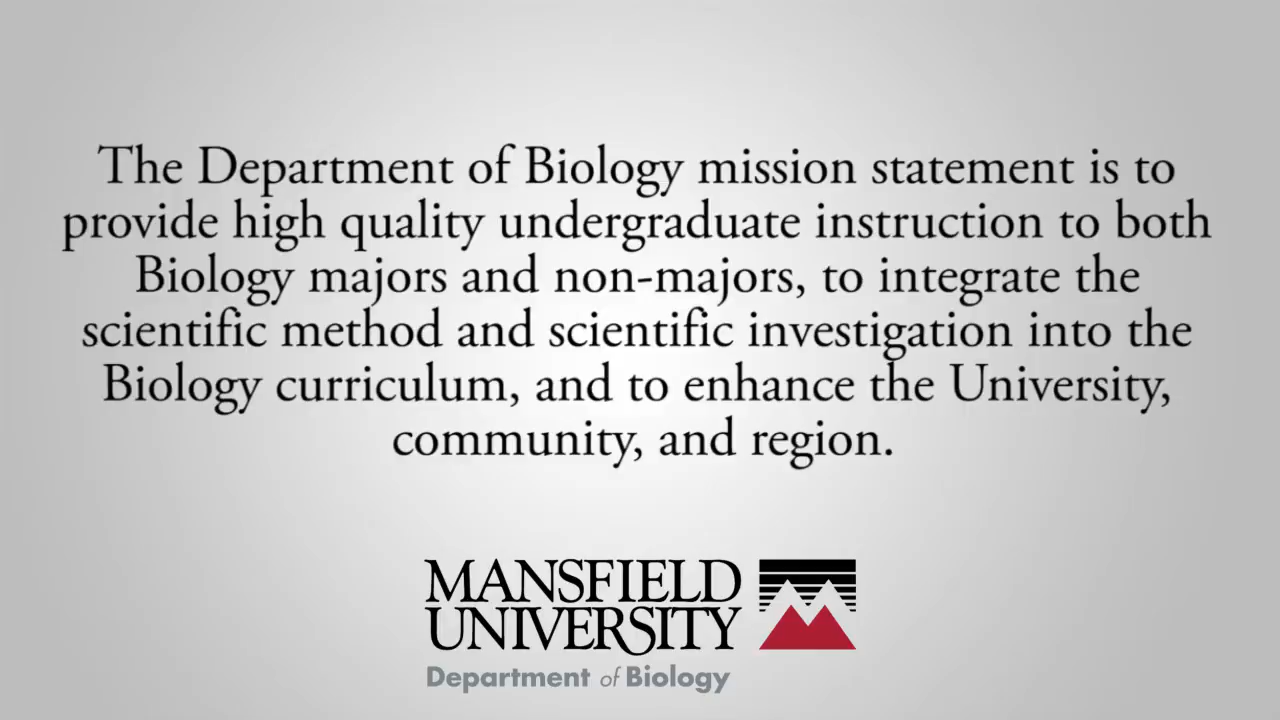 The Department of Biology mission statement is to
provide high quality undergraduate instruction to both
Biology majors and non-majors, to integrate the
scientific method and scientific investigation into the
Biology curriculum, and to enhance the University,
community, and region.
MANSFIELD
UNIVERSITY
Department of Biology